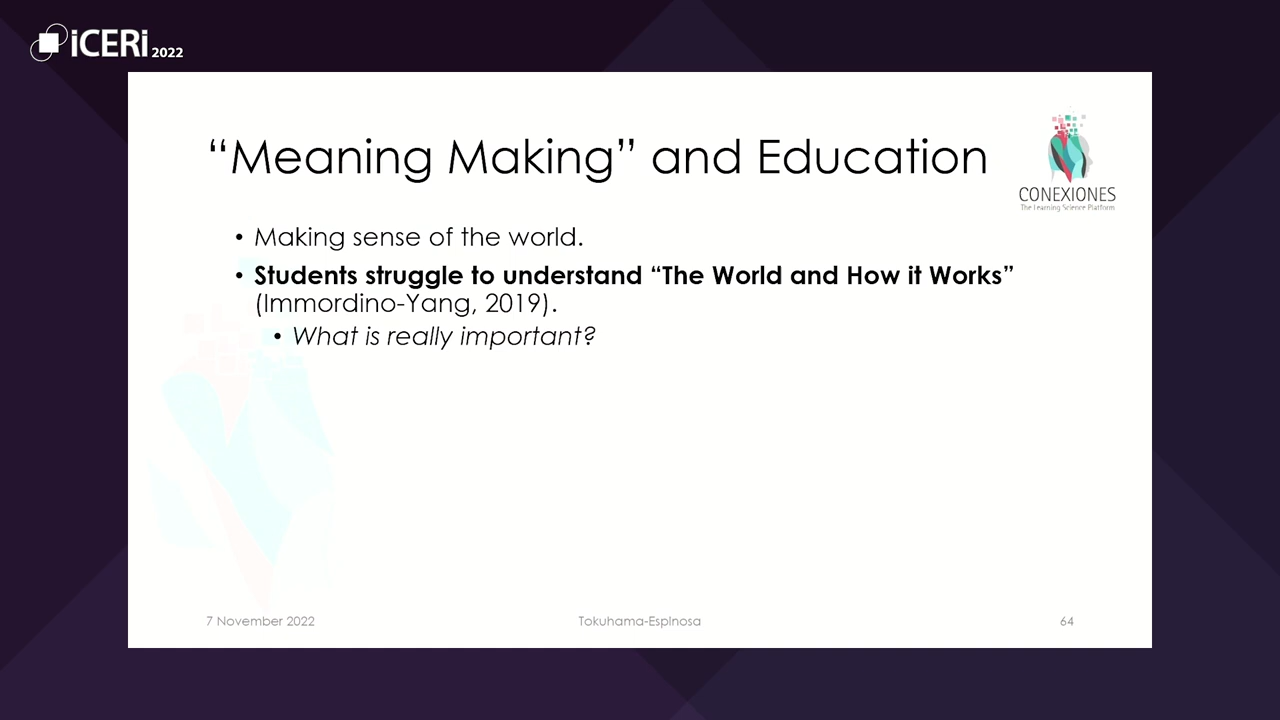 iCERi 2022
“Meaning Making” and Education
CONEXIONES
The Learning Science Platform
• Making sense of the world.
• Students struggle to understand “The World and How it Works”
(Immordino-Yang, 2019).
• What is really important?
7 November 2022
Tokuhama-Espinosa
64